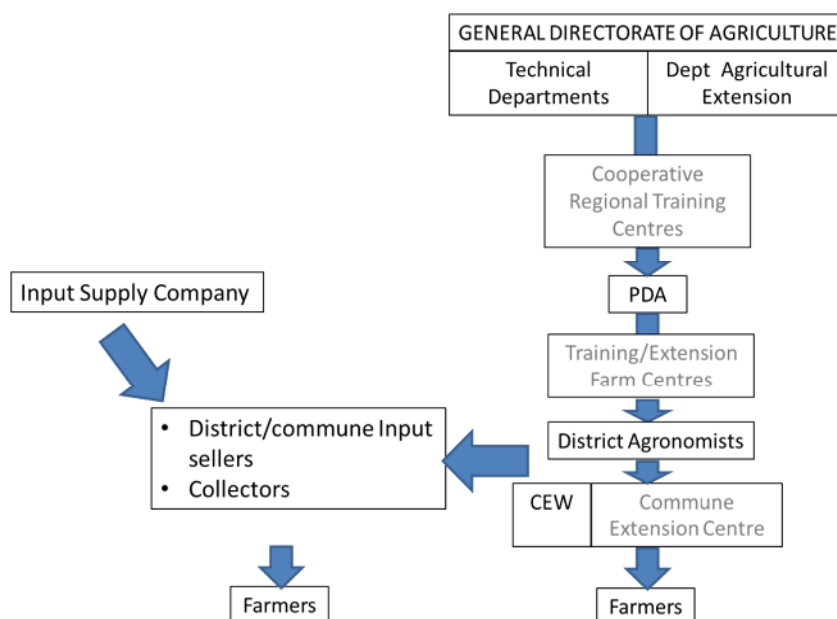 GENERAL DIRECTORATE OF AGRICULTURE
Technical
Departments
Dept Agricultural
Extension
Cooperative
Regional Training
Centres
Input Supply Company
PDA
Training/Extension
Farm Centres
• District/commune Input
sellers
• Collectors
District Agronomists
CEW
Commune
Extension Centre
Farmers
Farmers